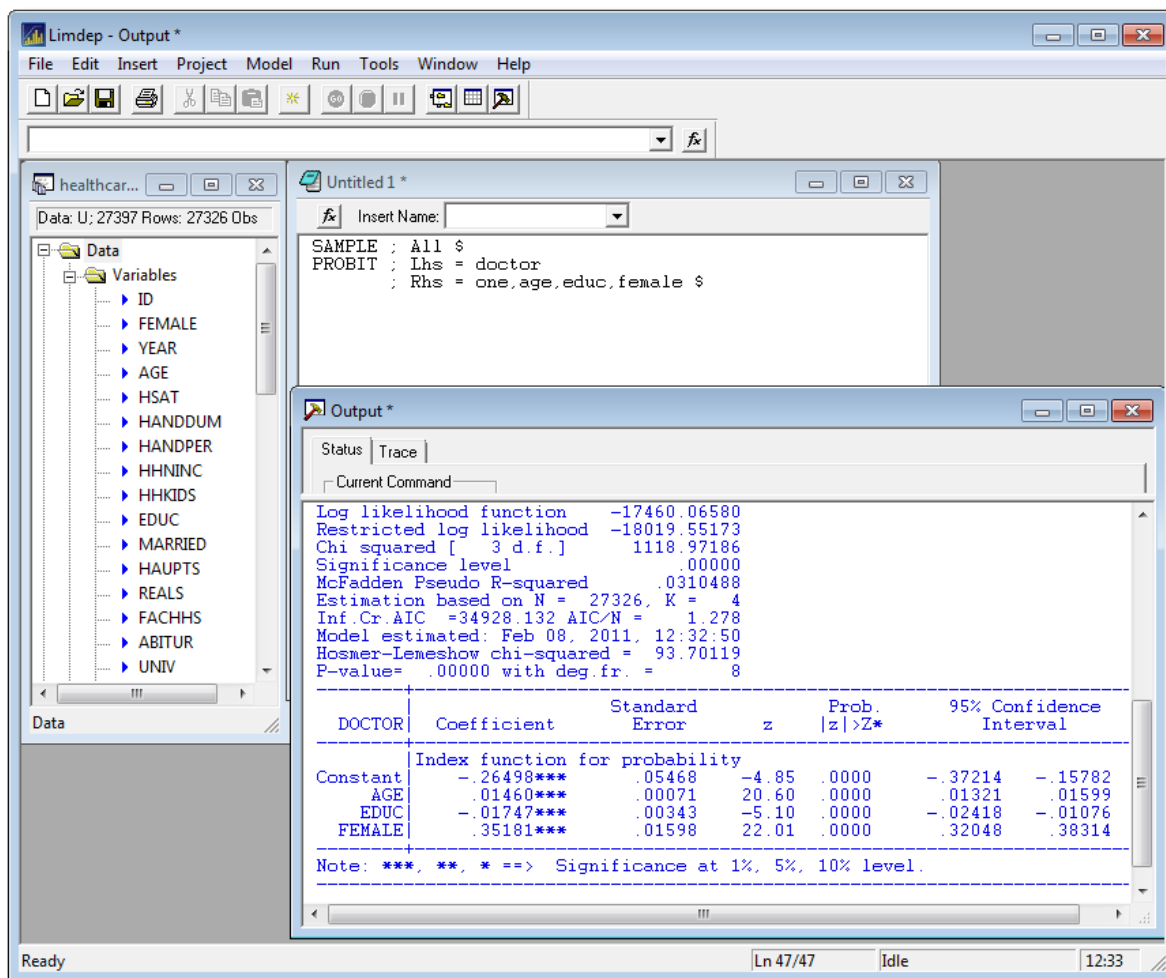 Limdep - Output *
File Edit Insert Project Model Run Tools Window Help
GO
fx
healthcar...
Data: U; 27397 Rows: 27326 Obs
Data
Variables
ID
FEMALE
YEAR
AGE
HSAT
HANDDUM
HANDPER
HHNINC
HHKIDS
EDUC
MARRIED
HAUPTS
REALS
FACHHS
ABITUR
UNIV
Data
Untitled 1 *
fx Insert Name:
SAMPLE ; All $
PROBIT ; Lhs = doctor
; Rhs = one,age,educ,female $
Output *
Status Trace
Current Command
Log likelihood function -17460.06580
Restricted log likelihood -18019.55173
Chi squared [ 3 d.f.] 1118.97186
Significance level .00000
McFadden Pseudo R-squared .0310488
Estimation based on N = 27326, K = 4
Inf.Cr.AIC =34928.132 AIC/N = 1.278
Model estimated: Feb 08, 2011, 12:32:50
Hosmer-Lemeshow chi-squared = 93.70119
P-value= .00000 with deg.fr. = 8
Standard Prob. 95% Confidence
DOCTOR| Coefficient Error z |z|>Z* Interval
|Index function for probability
Constant| -.26498*** .05468 -4.85 .0000 -.37214 -.15782
AGE| .01460*** .00071 20.60 .0000 .01321 .01599
EDUC| -.01747*** .00343 -5.10 .0000 -.02418 -.01076
FEMALE| .35181*** .01598 22.01 .0000 .32048 .38314
Note: ***, **, * ==> Significance at 1%, 5%, 10% level.
Ready Ln 47/47 Idle 12:33